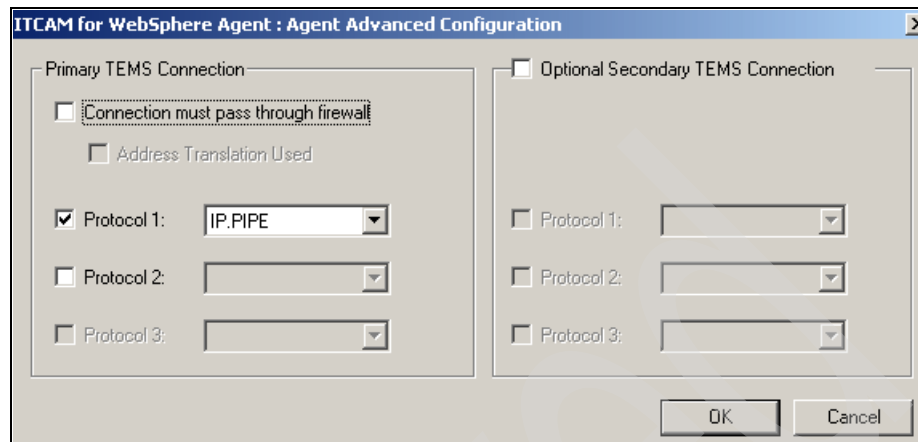 ITCAM for WebSphere Agent : Agent Advanced Configuration
Primary TEMS Connection
Connection must pass through firewall
Address Translation Used
Protocol 1: IP.PIPE
Protocol 2:
Protocol 3:
Optional Secondary TEMS Connection
Protocol 1:
Protocol 2:
Protocol 3:
OK Cancel